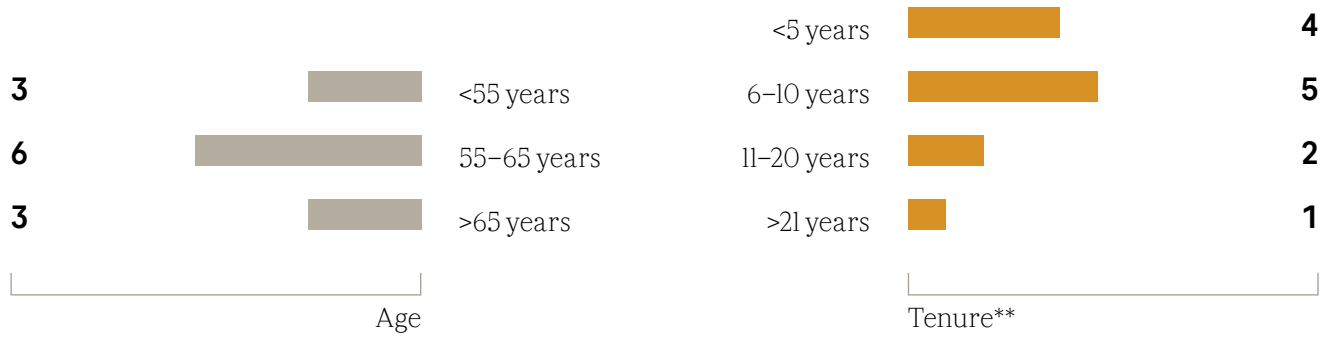 3 <55 years
6 55–65 years
3 >65 years
Age
<5 years 4
6–10 years 5
11–20 years 2
>21 years 1
Tenure**